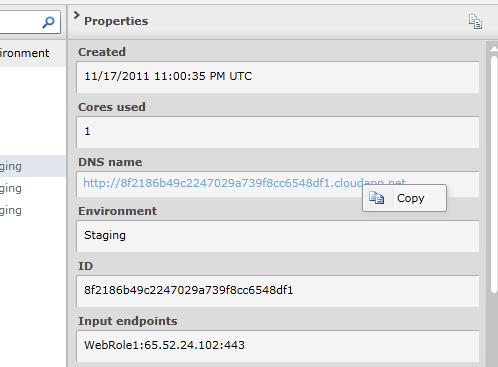 Properties
ironment
Created
11/17/2011 11:00:35 PM UTC
Cores used
1
DNS name
ging
http://8f2186b49c2247029a739f8cc6548df1.cloudapp.net
ging
Copy
ging
Environment
Staging
ID
8f2186b49c2247029a739f8cc6548df1
Input endpoints
WebRole1:65.52.24.102:443